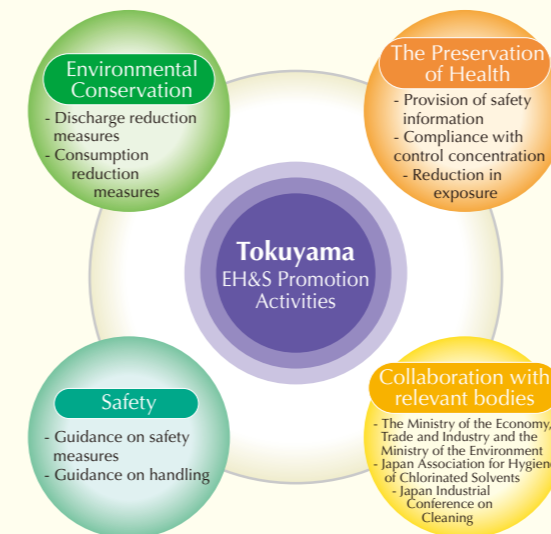 Environmental
Conservation
- Discharge reduction
measures
- Consumption
reduction
measures
The Preservation
of Health
- Provision of safety
information
- Compliance with
control concentration
- Reduction in
exposure
Tokuyama
EH&S Promotion
Activities
Safety
- Guidance on safety
measures
- Guidance on handling
Collaboration with
relevant bodies
- The Ministry of the Economy,
Trade and Industry and the
Ministry of the Environment
- Japan Association for Hygiene
of Chlorinated Solvents
- Japan Industrial
Conference on
Cleaning